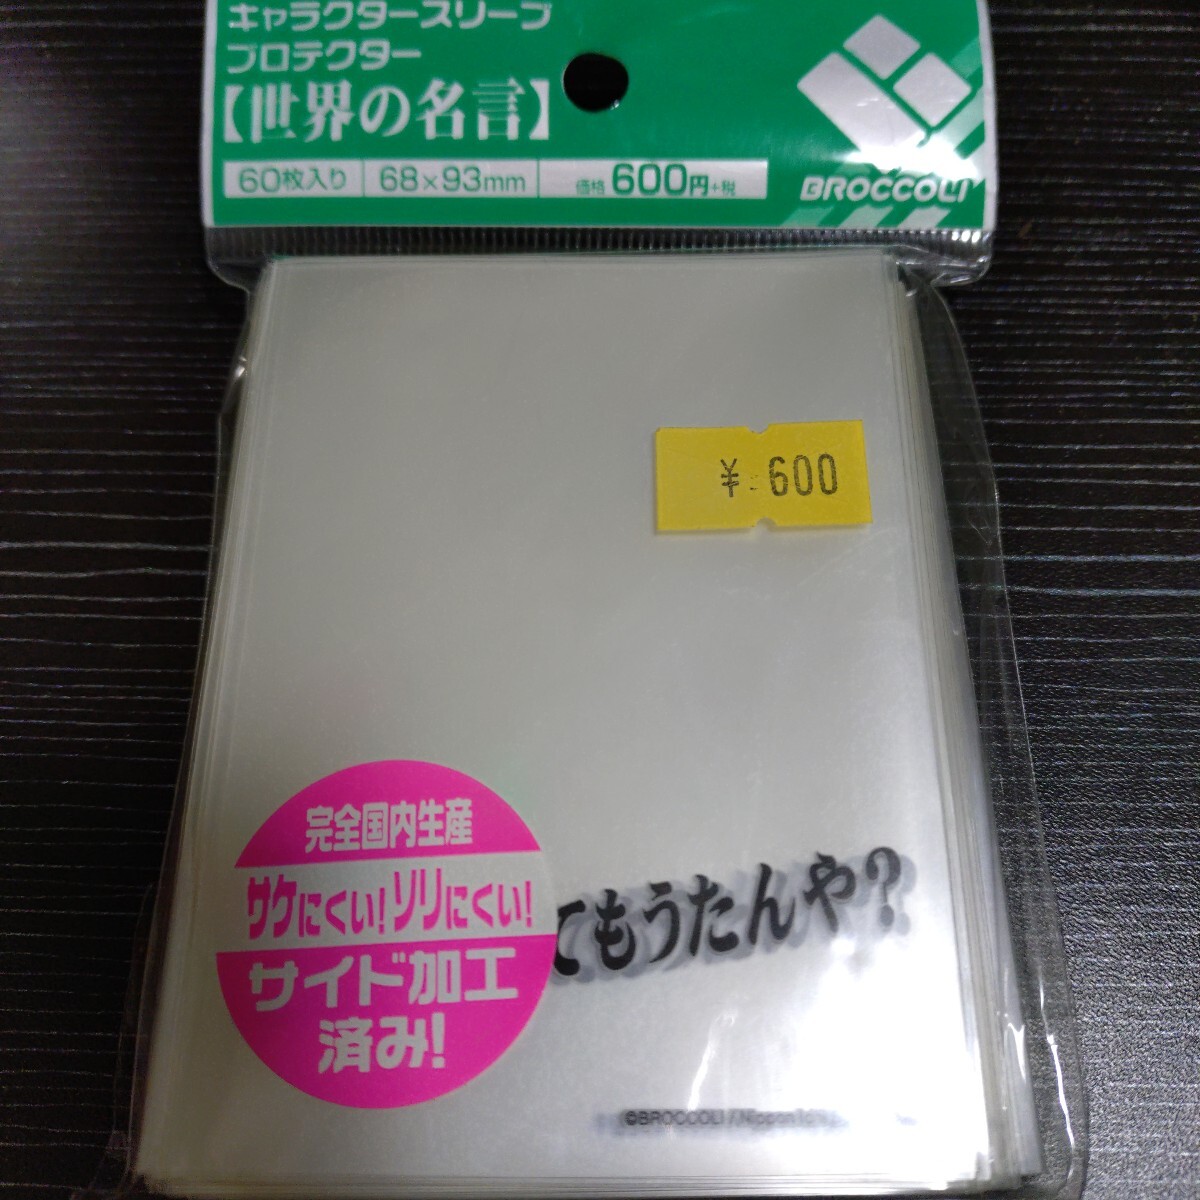 キャラクタースリーブ
プロテクター
【世界の名言】
60枚入り 68×93mm 価格 600円+税
BROCCOLI
¥ 600
完全国内生産
サケにくい!ソリにくい!
サイド加工
済み!
てもうたんや?
©BROCCOLI/Nippon